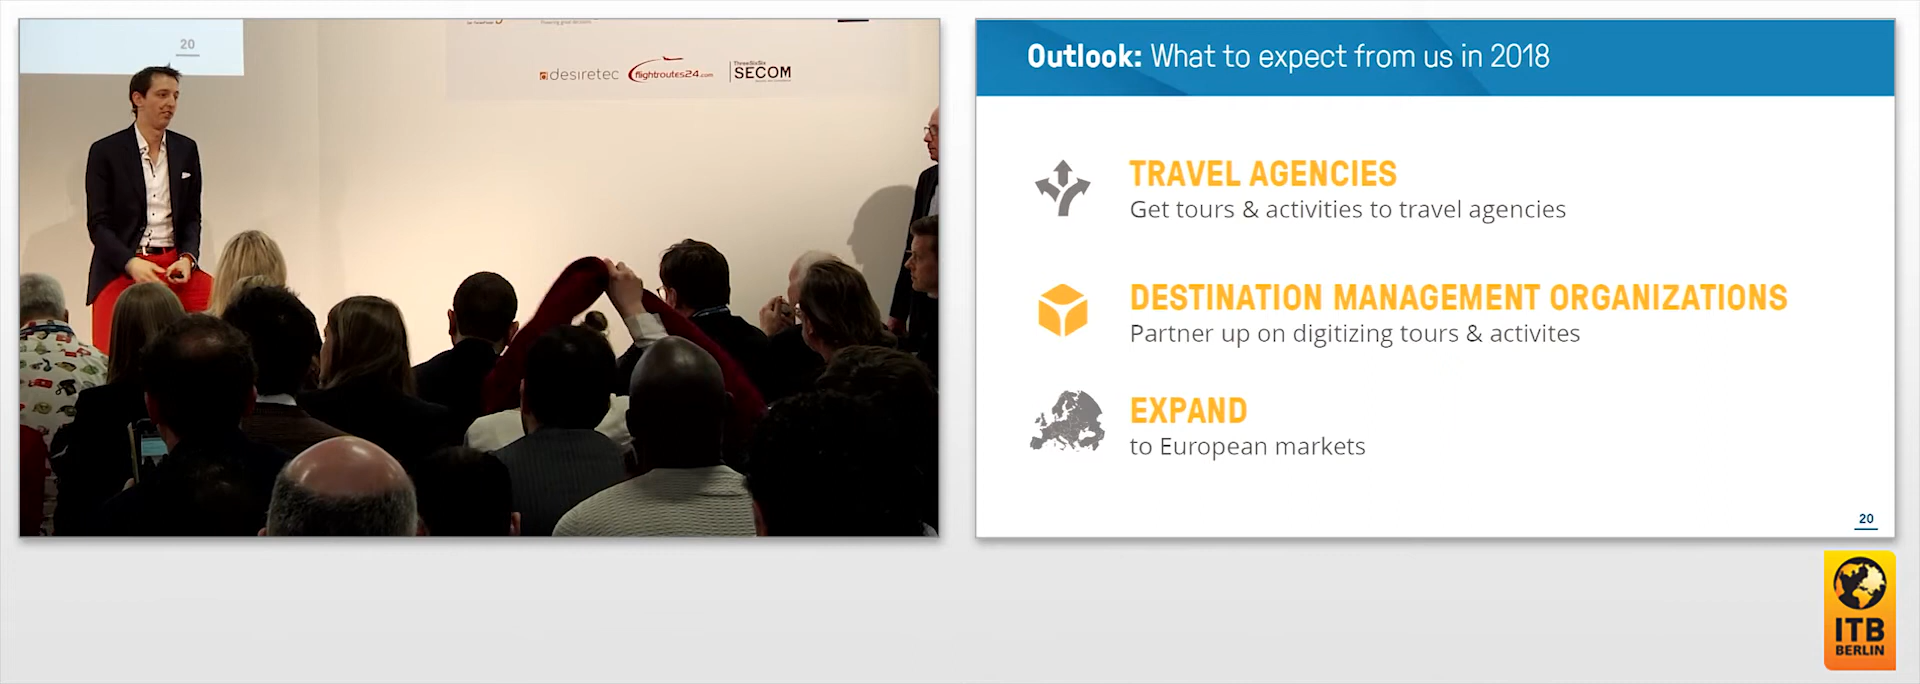 20
desiretec
flightroutes24.com
ThreeSixSix
SECOM
Outlook: What to expect from us in 2018
TRAVEL AGENCIES
Get tours & activities to travel agencies
DESTINATION MANAGEMENT ORGANIZATIONS
Partner up on digitizing tours & activites
EXPAND
to European markets
20
ITB
BERLIN